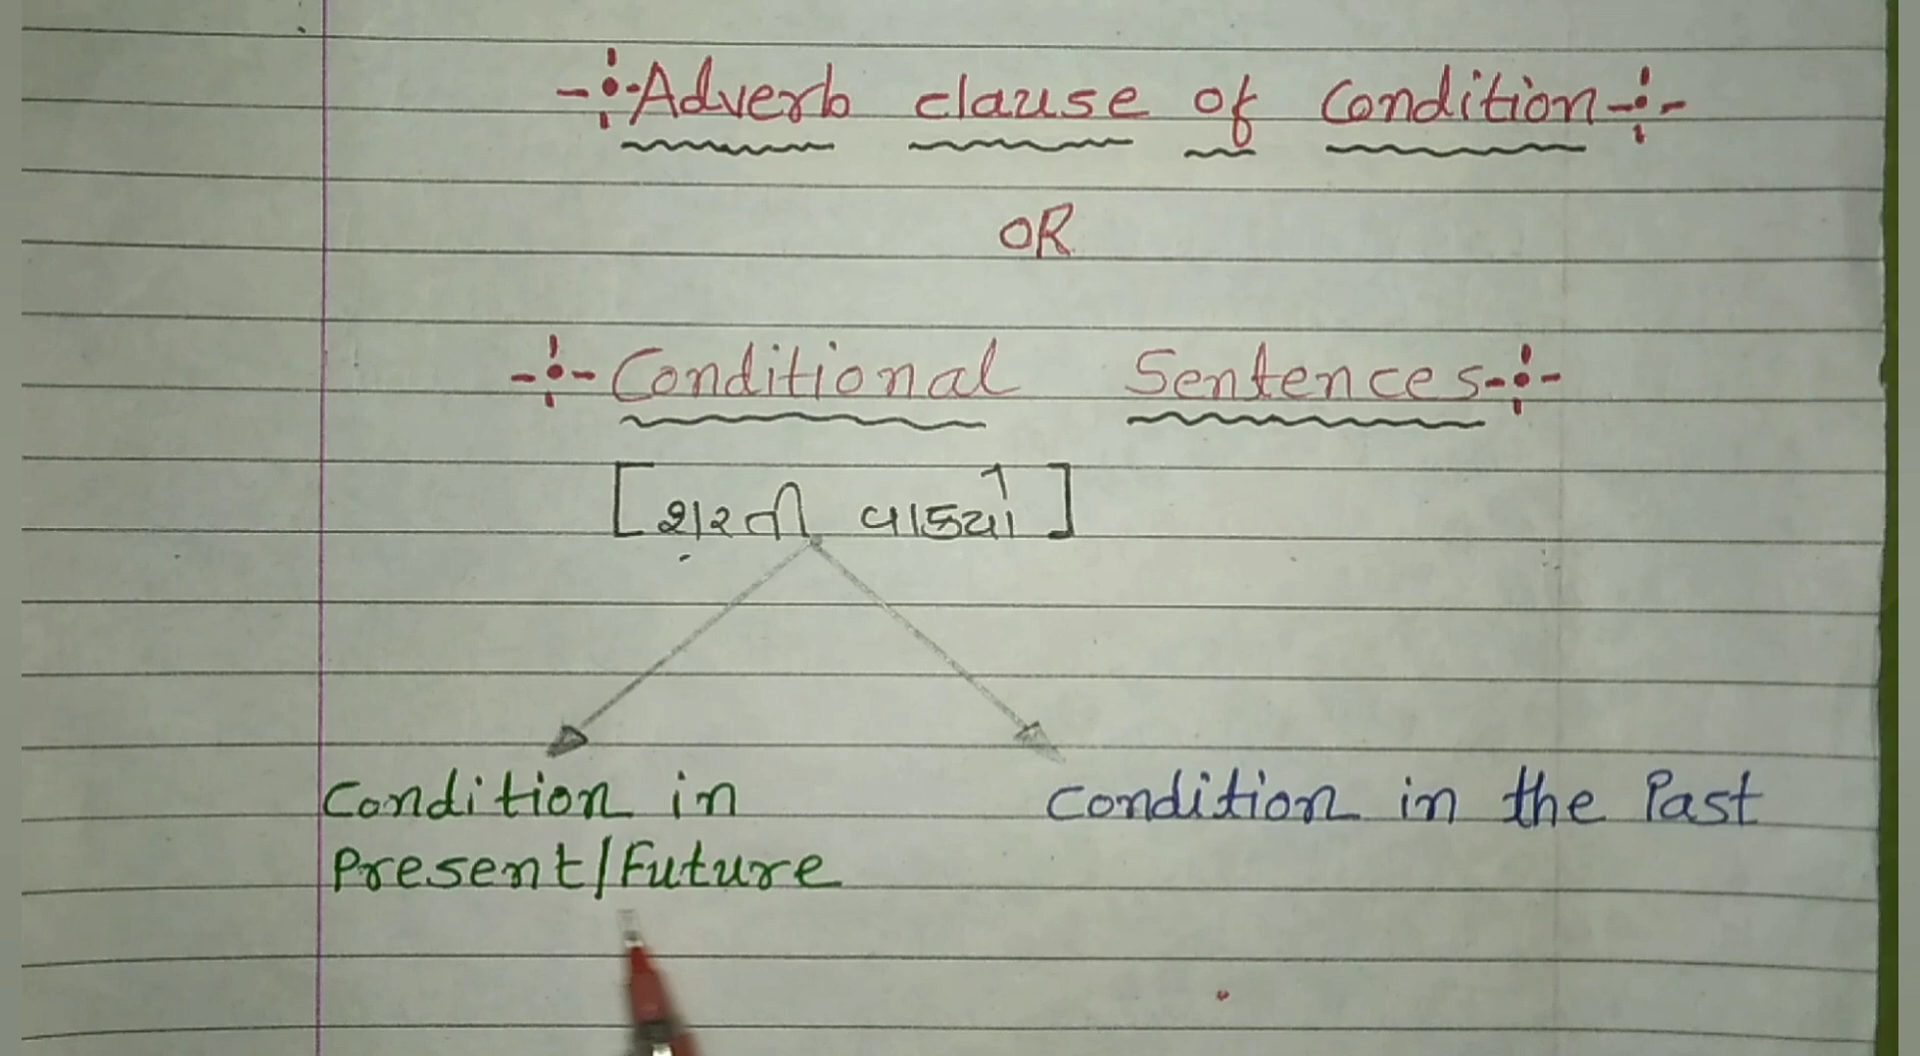 Adverb clause of Condition
OR
Conditional Sentences
[શરતી વાક્યો]
Condition in Condition in the Past
Present/Future